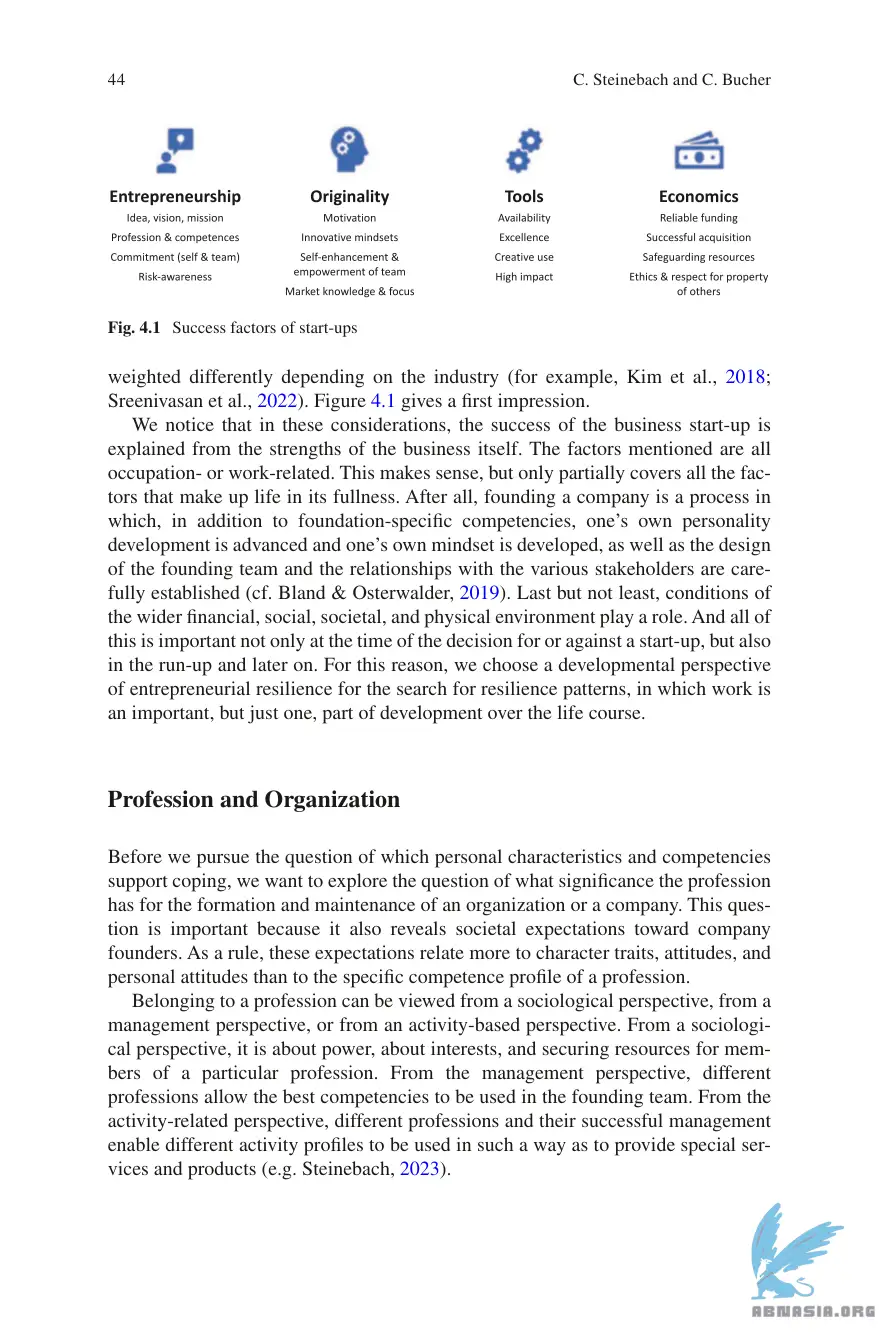 44
C. Steinebach and C. Bucher
Entrepreneurship
Idea, vision, mission
Profession & competences
Commitment (self & team)
Risk-awareness
Originality
Motivation
Innovative mindsets
Self-enhancement &
empowerment of team
Market knowledge & focus
Tools
Availability
Excellence
Creative use
High impact
Economics
Reliable funding
Successful acquisition
Safeguarding resources
Ethics & respect for property
of others
Fig. 4.1 Success factors of start-ups
weighted differently depending on the industry (for example, Kim et al., 2018;
Sreenivasan et al., 2022). Figure 4.1 gives a first impression.
We notice that in these considerations, the success of the business start-up is
explained from the strengths of the business itself. The factors mentioned are all
occupation- or work-related. This makes sense, but only partially covers all the fac-
tors that make up life in its fullness. After all, founding a company is a process in
which, in addition to foundation-specific competencies, one's own personality
development is advanced and one's own mindset is developed, as well as the design
of the founding team and the relationships with the various stakeholders are care-
fully established (cf. Bland & Osterwalder, 2019). Last but not least, conditions of
the wider financial, social, societal, and physical environment play a role. And all of
this is important not only at the time of the decision for or against a start-up, but also
in the run-up and later on. For this reason, we choose a developmental perspective
of entrepreneurial resilience for the search for resilience patterns, in which work is
an important, but just one, part of development over the life course.
Profession and Organization
Before we pursue the question of which personal characteristics and competencies
support coping, we want to explore the question of what significance the profession
has for the formation and maintenance of an organization or a company. This ques-
tion is important because it also reveals societal expectations toward company
founders. As a rule, these expectations relate more to character traits, attitudes, and
personal attitudes than to the specific competence profile of a profession.
Belonging to a profession can be viewed from a sociological perspective, from a
management perspective, or from an activity-based perspective. From a sociologi-
cal perspective, it is about power, about interests, and securing resources for mem-
bers of a particular profession. From the management perspective, different
professions allow the best competencies to be used in the founding team. From the
activity-related perspective, different professions and their successful management
enable different activity profiles to be used in such a way as to provide special ser-
vices and products (e.g. Steinebach, 2023).
ABNASIA.ORG